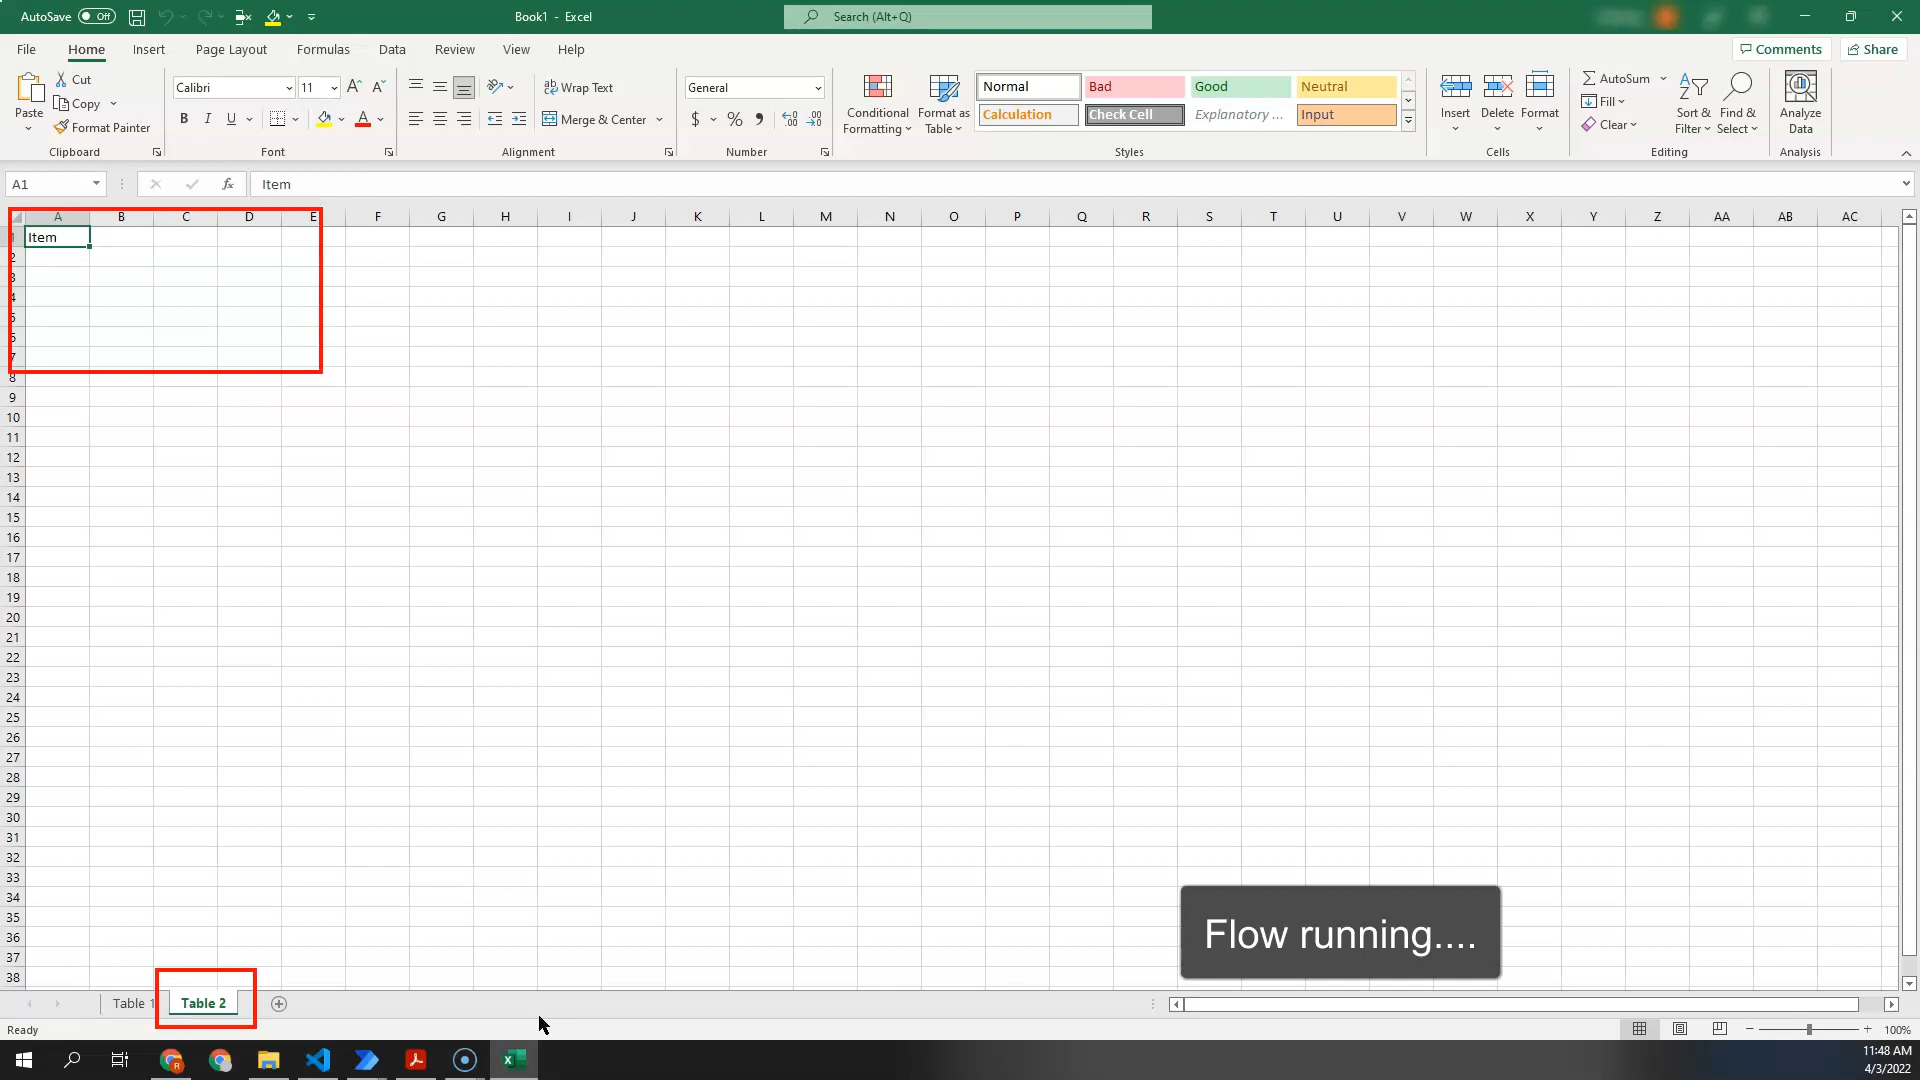 AutoSave Off Book1 - Excel Search (Alt+Q)
File Home Insert Page Layout Formulas Data Review View Help Comments Share
Paste Cut Copy Format Painter Clipboard
Calibri 11 B I U A Font
Wrap Text Merge & Center Alignment
General $ % Number
Conditional Formatting Format as Table
Normal Bad Good Neutral
Calculation Check Cell Explanatory ... Input
Styles
Insert Delete Format Cells
AutoSum Fill Clear Sort & Filter Find & Select Editing
Analyze Data Analysis
A1 fx Item
A B C D E F G H I J K L M N O P Q R S T U V W X Y Z AA AB AC
1 Item
2
3
4
5
6
7
8
9
10
11
12
13
14
15
16
17
18
19
20
21
22
23
24
25
26
27
28
29
30
31
32
33
34
35
36
37
38
Flow running....
Table 1 Table 2
Ready 100%
11:48 AM
4/3/2022